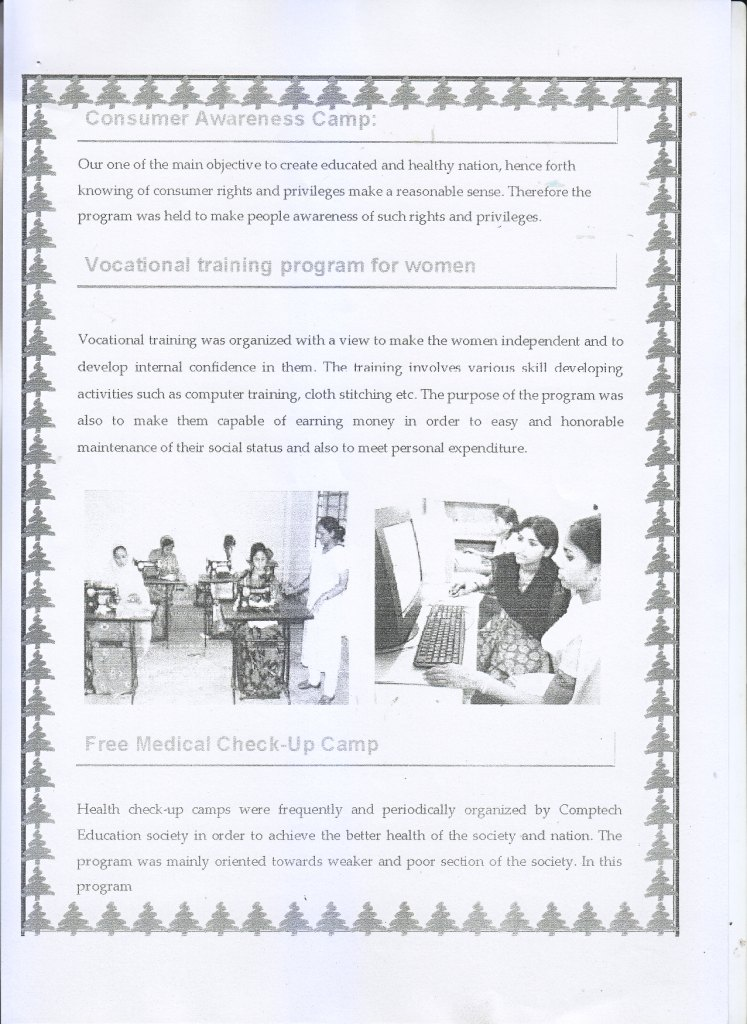 Consumer Awareness Camp:
Our one of the main objective to create educated and healthy nation, hence forth
knowing of consumer rights and privileges make a reasonable sense. Therefore the
program was held to make people awareness of such rights and privileges.
Vocational training program for women
Vocational training was organized with a view to make the women independent and to
develop internal confidence in them. The training involves various skill developing
activities such as computer training, cloth stitching etc. The purpose of the program was
also to make them capable of earning money in order to easy and honorable
maintenance of their social status and also to meet personal expenditure.
Free Medical Check-Up Camp
Health check-up camps were frequently and periodically organized by Comptech
Education society in order to achieve the better health of the society and nation. The
program was mainly oriented towards weaker and poor section of the society. In this
program